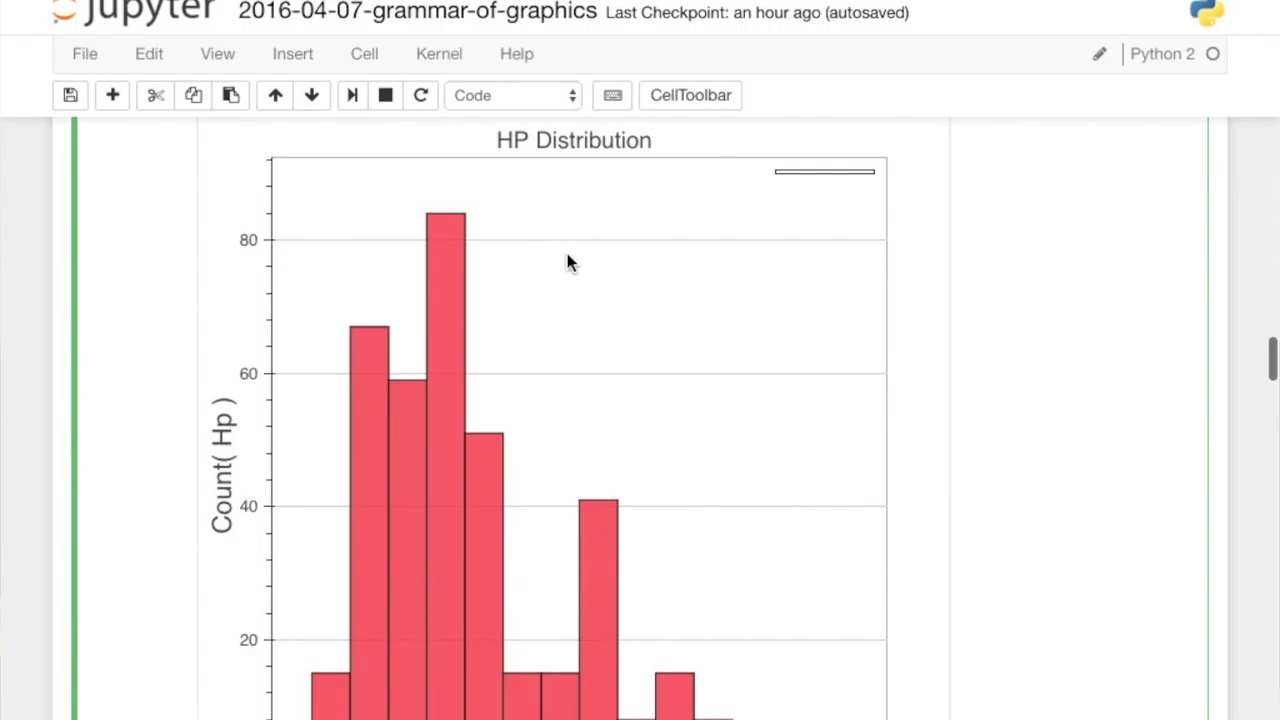 jupyter 2016-04-07-grammar-of-graphics Last Checkpoint: an hour ago (autosaved)
File Edit View Insert Cell Kernel Help Python 2
Code CellToolbar
HP Distribution
80
60
Count( Hp )
40
20